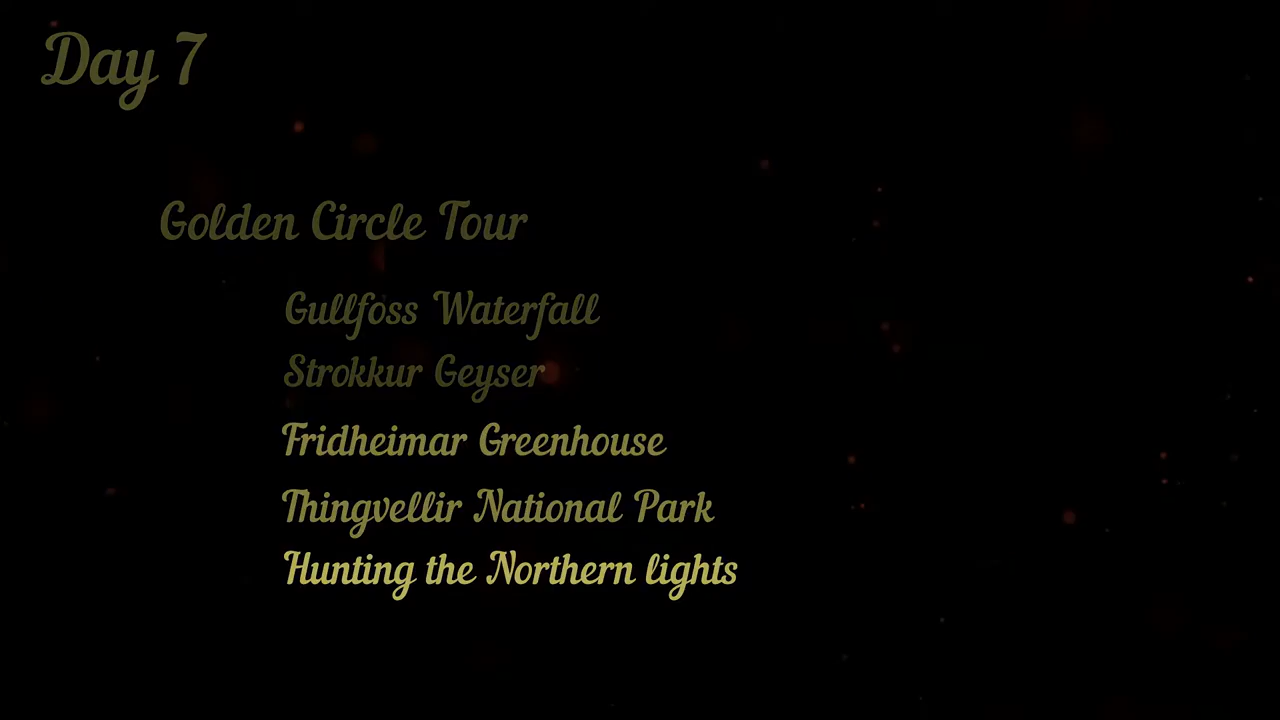 Day 7
Golden Circle Tour
Gullfoss Waterfall
Strokkur Geyser
Fridheimar Greenhouse
Thingvellir National Park
Hunting the Northern lights